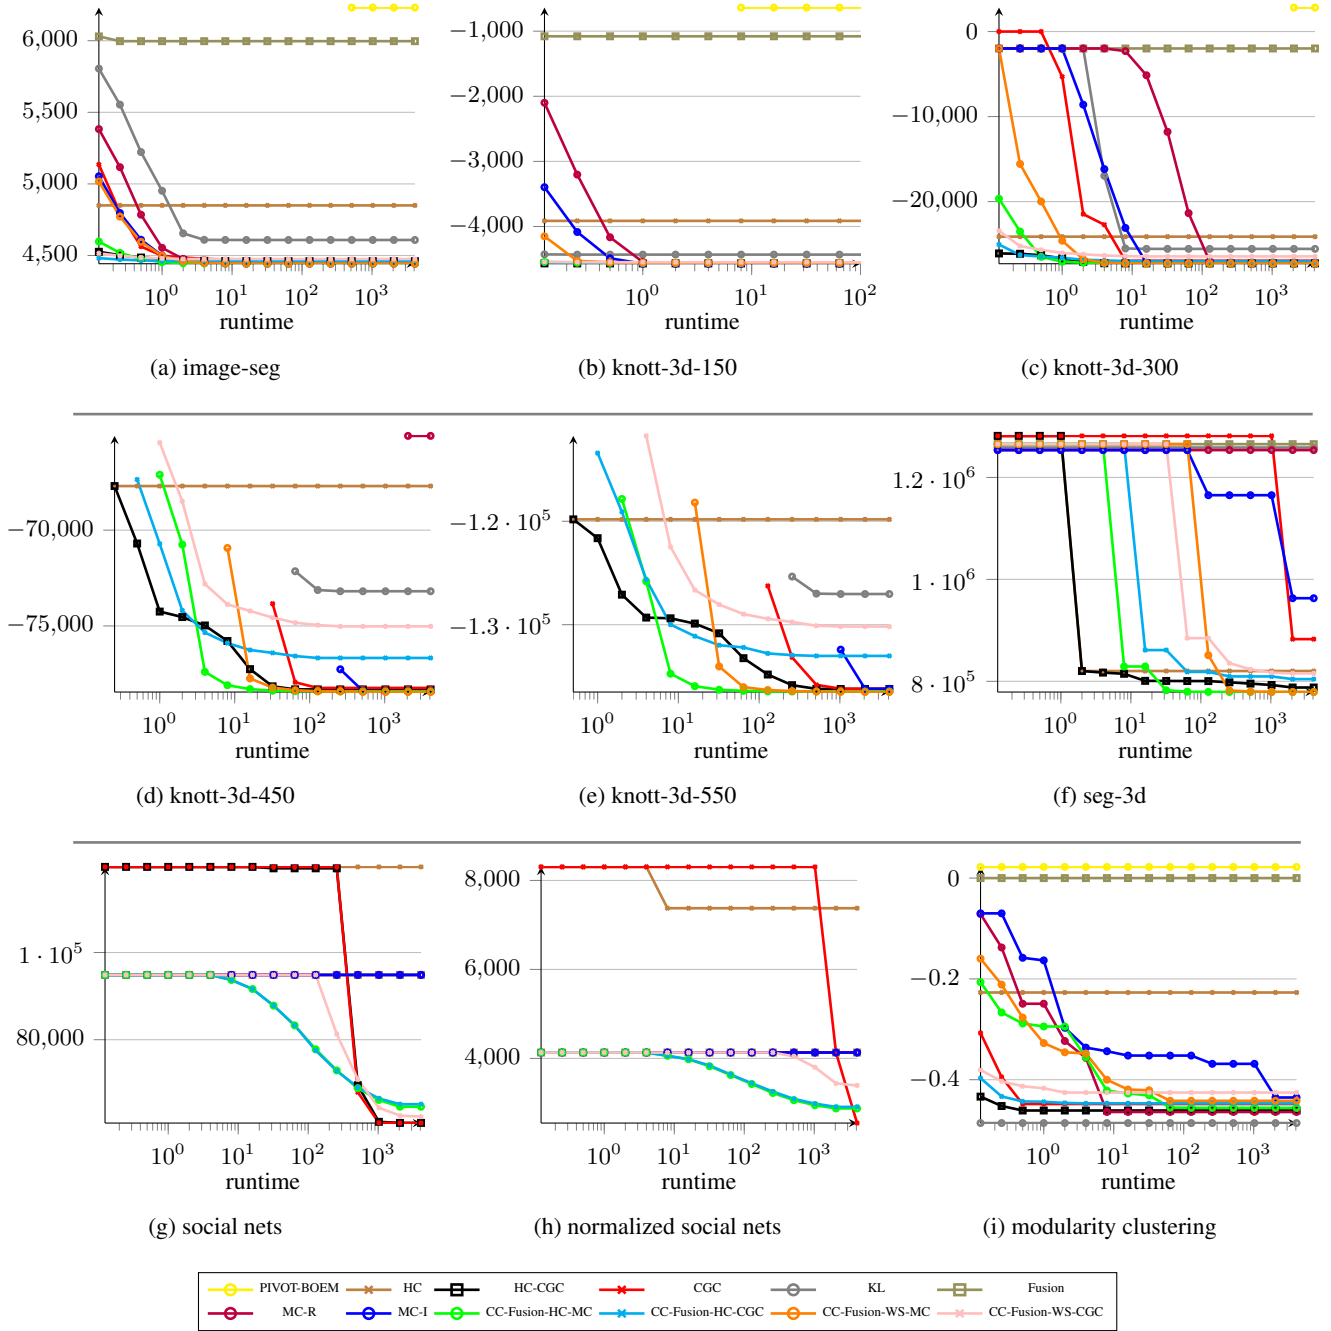 6,000
5,500
5,000
4,500
10^0 10^1 10^2 10^3
runtime
(a) image-seg
−1,000
−2,000
−3,000
−4,000
10^0 10^1 10^2
runtime
(b) knott-3d-150
0
−10,000
−20,000
10^0 10^1 10^2 10^3
runtime
(c) knott-3d-300
−70,000
−75,000
10^0 10^1 10^2 10^3
runtime
(d) knott-3d-450
−1.2 · 10^5
−1.3 · 10^5
10^0 10^1 10^2 10^3
runtime
(e) knott-3d-550
1.2 · 10^6
1 · 10^6
8 · 10^5
10^0 10^1 10^2 10^3
runtime
(f) seg-3d
1 · 10^5
80,000
10^0 10^1 10^2 10^3
runtime
(g) social nets
8,000
6,000
4,000
10^0 10^1 10^2 10^3
runtime
(h) normalized social nets
0
−0.2
−0.4
10^0 10^1 10^2 10^3
runtime
(i) modularity clustering
PIVOT-BOEM HC HC-CGC CGC KL Fusion
MC-R MC-I CC-Fusion-HC-MC CC-Fusion-HC-CGC CC-Fusion-WS-MC CC-Fusion-WS-CGC